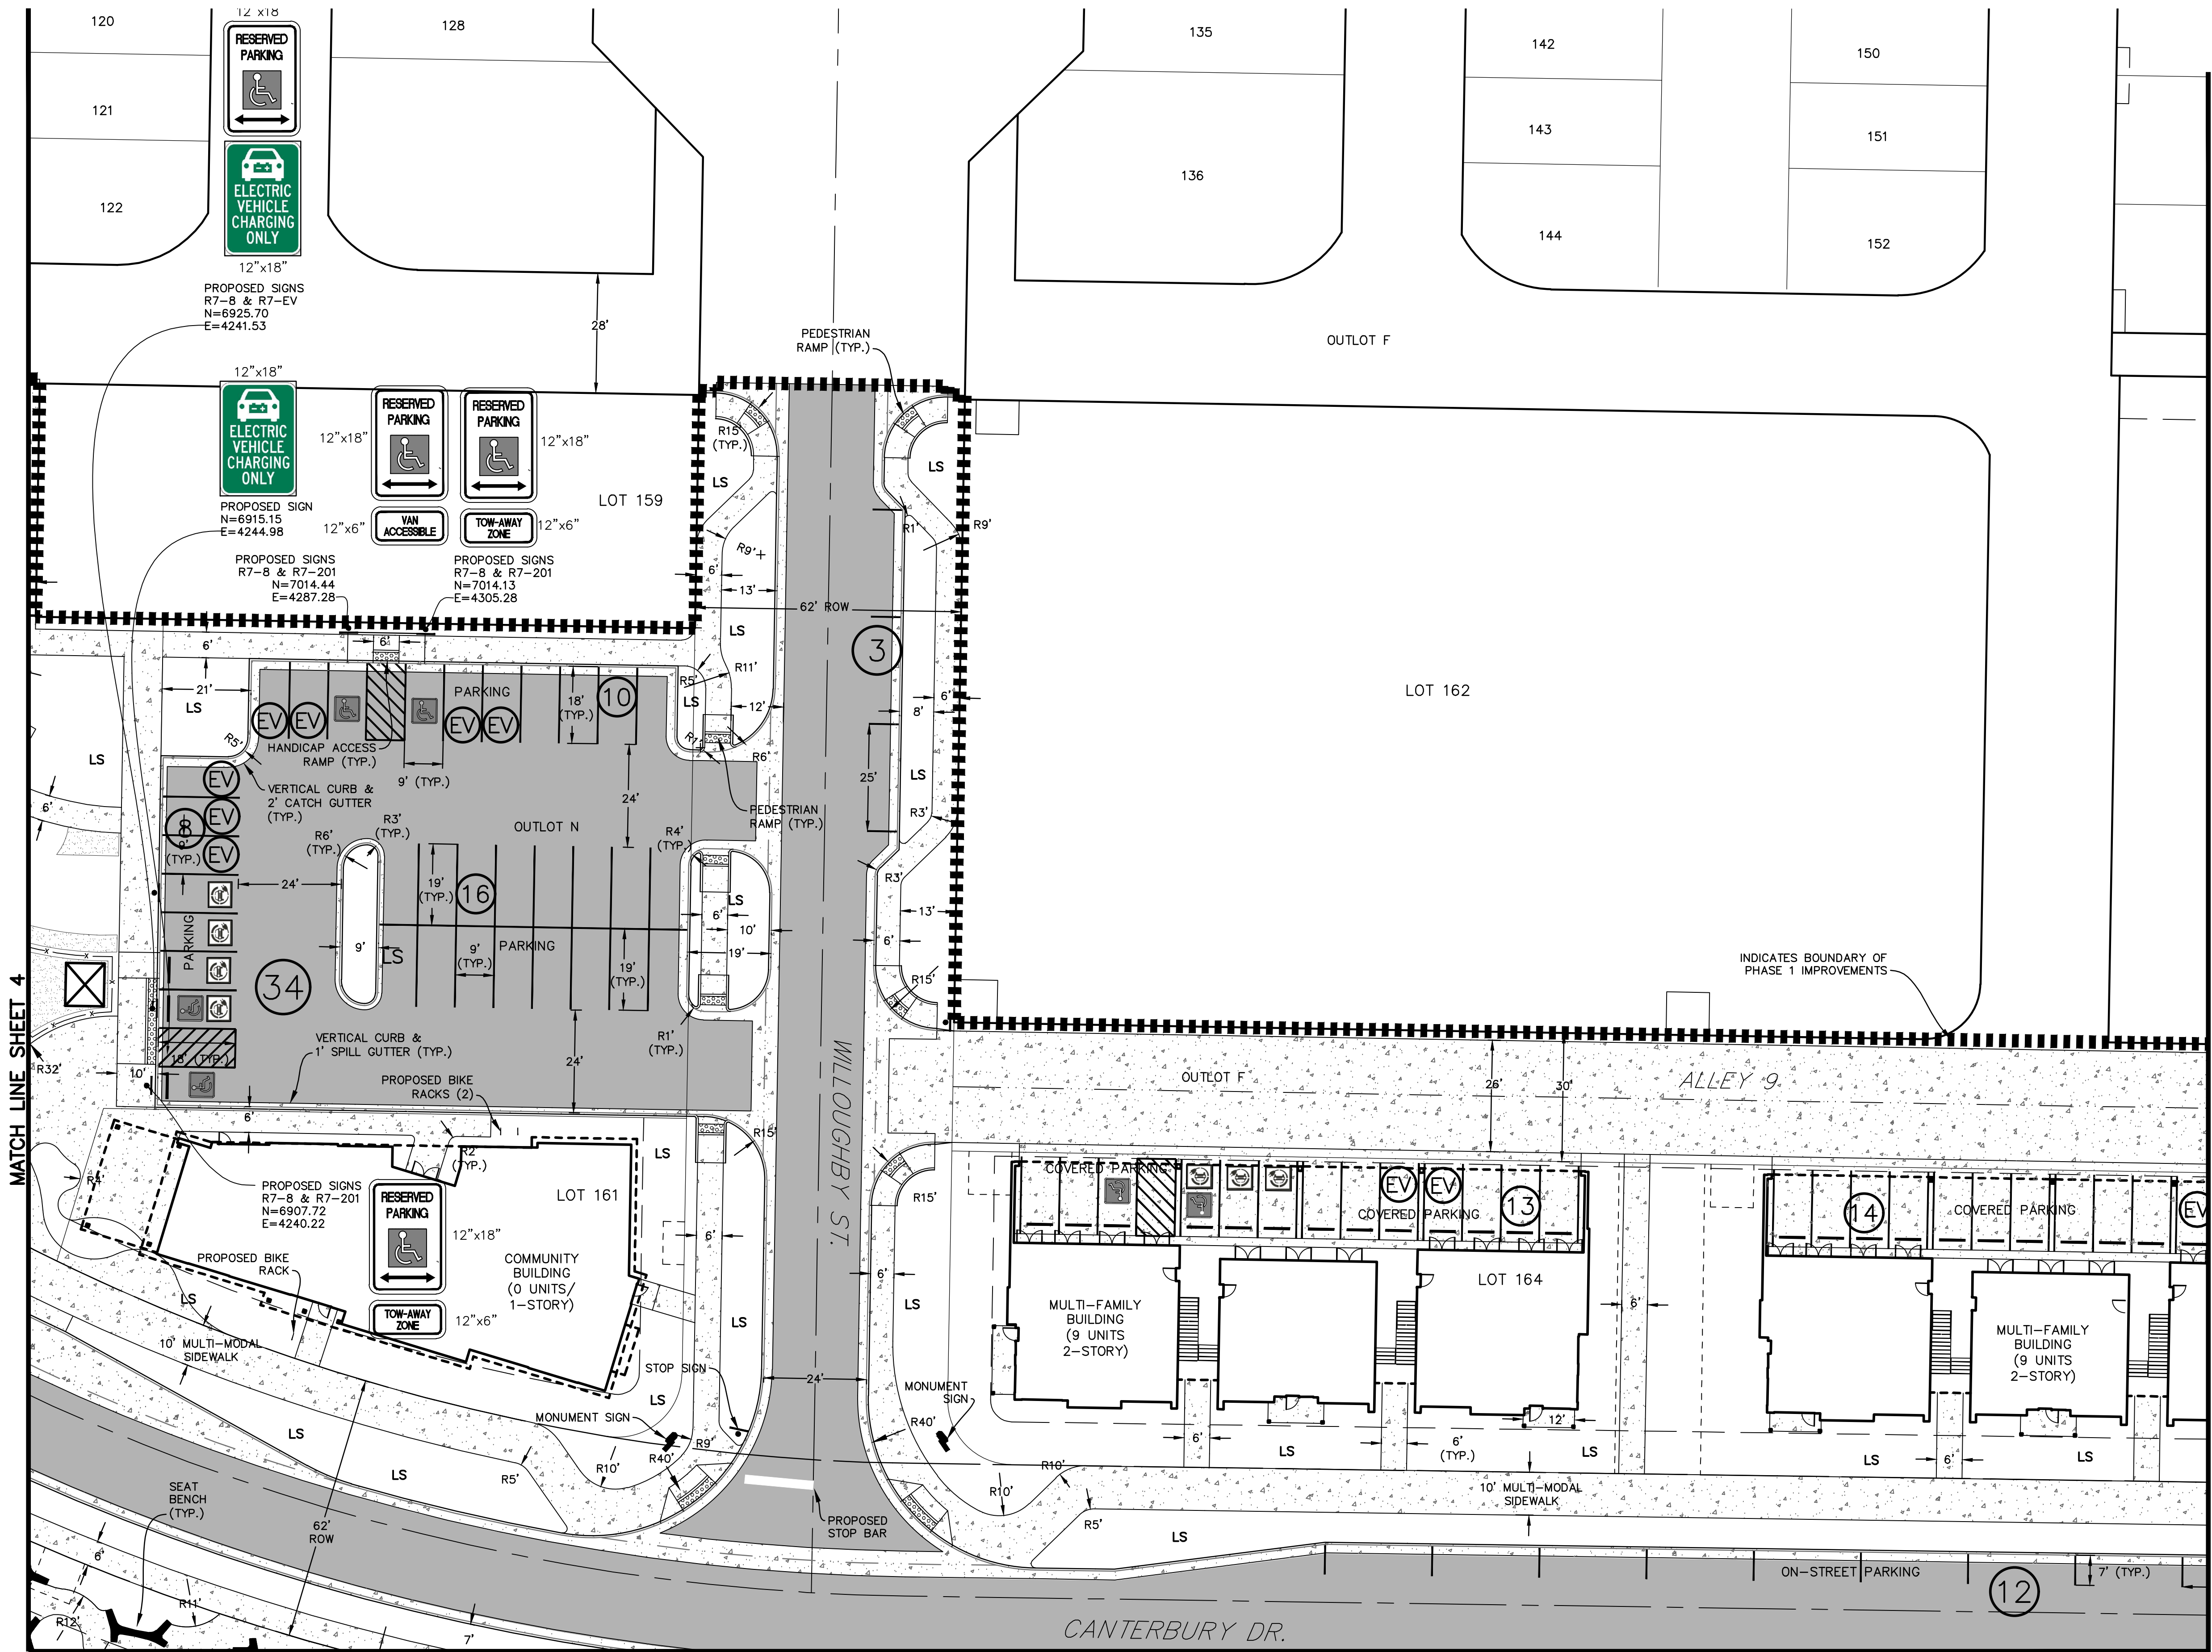 120
12"x18"
128
135
142
150
RESERVED
PARKING
121
143
151
122
136
144
152
ELECTRIC
VEHICLE
CHARGING
ONLY
12"x18"
PROPOSED SIGNS
R7-8 & R7-EV
N=6925.70
E=4241.53
28'
PEDESTRIAN
RAMP (TYP.)
OUTLOT F
12"x18"
ELECTRIC
VEHICLE
CHARGING
ONLY
PROPOSED SIGN
N=6915.15
E=4244.98
12"x18"
RESERVED
PARKING
12"x6"
VAN
ACCESSIBLE
RESERVED
PARKING
12"x18"
TOW-AWAY
ZONE
12"x6"
LOT 159
PROPOSED SIGNS
R7-8 & R7-201
N=7014.44
E=4287.28
PROPOSED SIGNS
R7-8 & R7-201
N=7014.13
E=4305.28
R15'
(TYP.)
LS
LS
R1'
R9'
R9'
6'
13'
62' ROW
LS
3
R11'
R5'
LS
12'
R1'
R6'
6'
8'
25'
LS
R3'
LOT 162
6'
6'
21'
LS
R5'
LS
6'
PARKING
18'
(TYP.)
10
EV
EV
EV
EV
HANDICAP ACCESS
RAMP (TYP.)
9' (TYP.)
EV
EV
EV
8
9'
(TYP.)
VERTICAL CURB &
2' CATCH GUTTER
(TYP.)
24'
PEDESTRIAN
RAMP (TYP.)
OUTLOT N
R6'
(TYP.)
R3'
(TYP.)
R4'
(TYP.)
24'
19'
(TYP.)
16
LS
6'
10'
19'
R3'
13'
6'
R15'
PARKING
9'
LS
PARKING
9'
(TYP.)
19'
(TYP.)
34
R1'
(TYP.)
INDICATES BOUNDARY OF
PHASE 1 IMPROVEMENTS
MATCH LINE SHEET 4
R32'
10'
18' (TYP.)
VERTICAL CURB &
1' SPILL GUTTER (TYP.)
24'
PROPOSED BIKE
RACKS (2)
6'
WILLOUGHBY ST.
OUTLOT F
26'
30'
ALLEY 9
R15'
R2'
(TYP.)
LS
R4'
PROPOSED SIGNS
R7-8 & R7-201
N=6907.72
E=4240.22
RESERVED
PARKING
12"x18"
TOW-AWAY
ZONE
12"x6"
LOT 161
COMMUNITY
BUILDING
(0 UNITS/
1-STORY)
6'
PROPOSED BIKE
RACK
LS
10' MULTI-MODAL
SIDEWALK
LS
STOP SIGN
LS
MONUMENT SIGN
R9'
R40'
R10'
R5'
LS
LS
24'
R15'
6'
LS
COVERED PARKING
EV
EV
13
COVERED PARKING
LOT 164
MULTI-FAMILY
BUILDING
(9 UNITS
2-STORY)
6'
14
COVERED PARKING
EV
MULTI-FAMILY
BUILDING
(9 UNITS
2-STORY)
MONUMENT
SIGN
R40'
6'
LS
12'
6'
(TYP.)
LS
LS
6'
LS
R10'
R10'
10' MULTI-MODAL
SIDEWALK
R5'
LS
SEAT
BENCH
(TYP.)
62'
ROW
PROPOSED
STOP BAR
6'
R11'
R12'
7'
ON-STREET PARKING
12
7' (TYP.)
CANTERBURY DR.